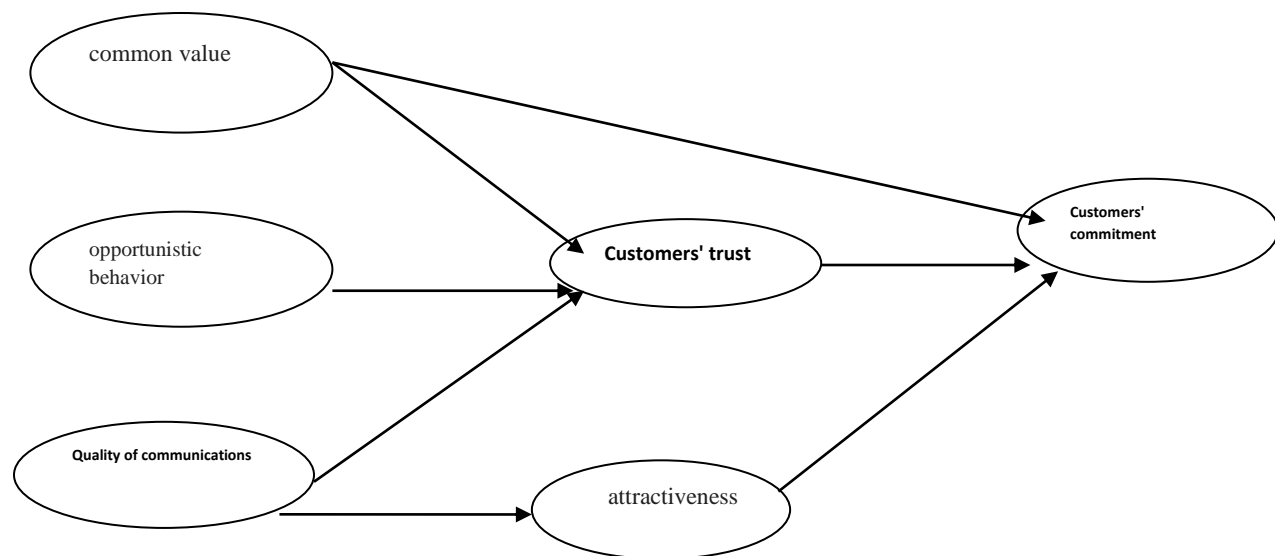 common value
opportunistic
behavior
Customers' trust
Customers'
commitment
Quality of communications
attractiveness